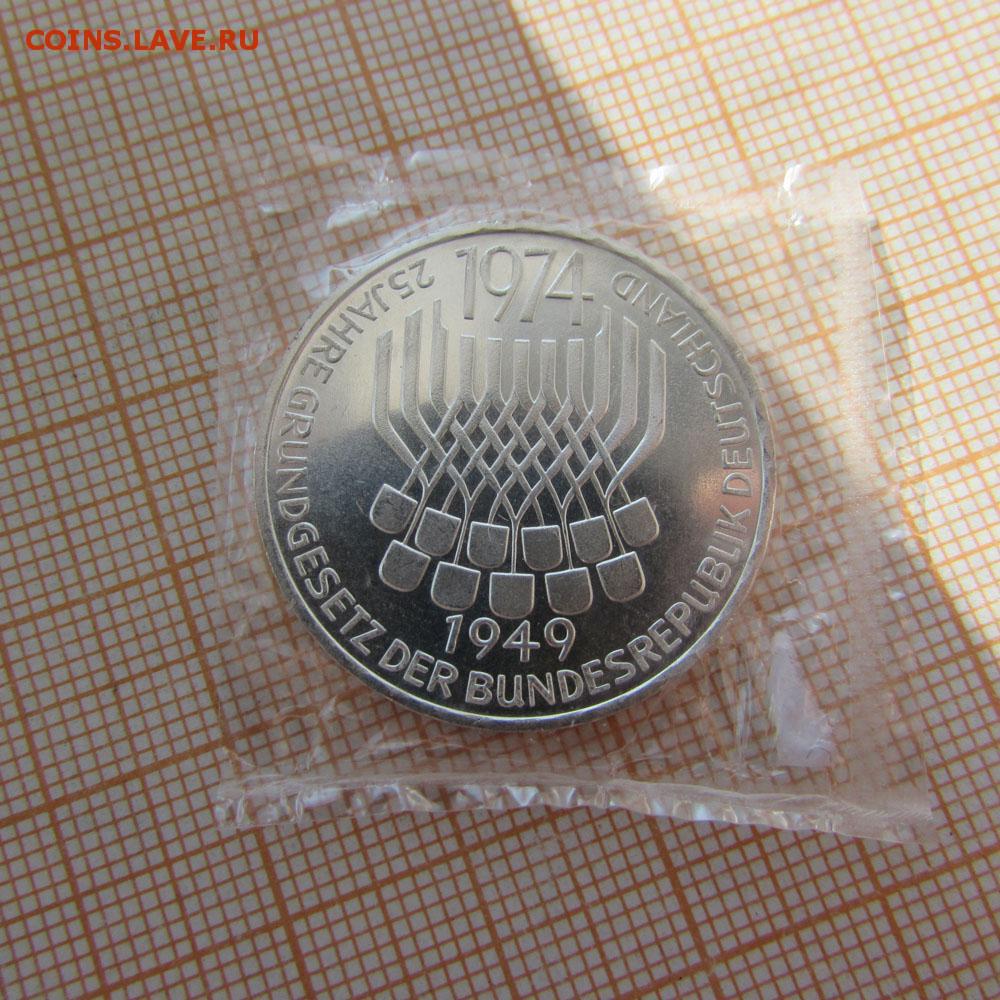 COINS.LAVE.RU
1974
25 JAHRE GRUNDGESETZ DER BUNDESREPUBLIK DEUTSCHLAND
1949